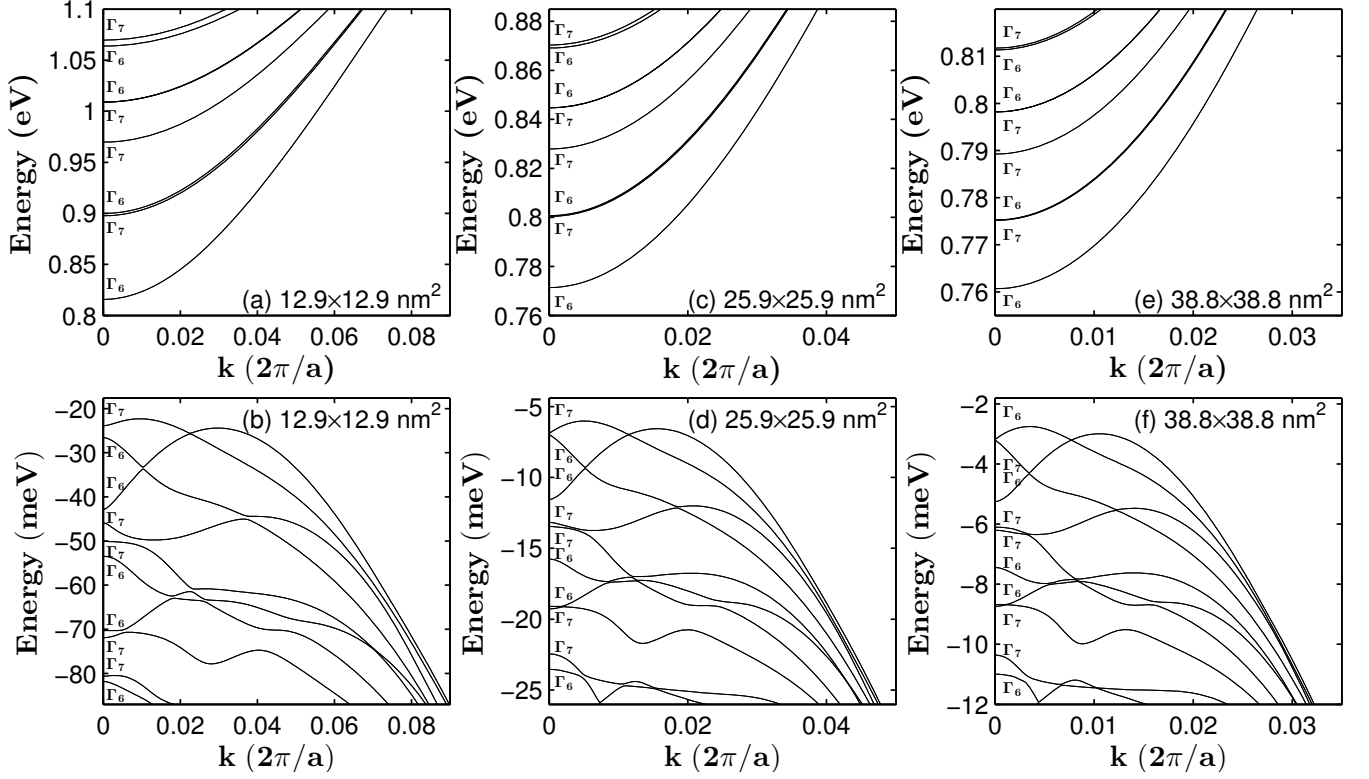 Energy (eV)
1.1
1.05
1
0.95
0.9
0.85
0.8
Γ7
Γ6
Γ6
Γ7
Γ6
Γ7
Γ6
(a) 12.9×12.9 nm²
0 0.02 0.04 0.06 0.08
k (2π/a)
Energy (eV)
0.88
0.86
0.84
0.82
0.8
0.78
0.76
Γ7
Γ6
Γ6
Γ7
Γ6
Γ7
Γ6
(c) 25.9×25.9 nm²
0 0.02 0.04
k (2π/a)
Energy (eV)
0.81
0.8
0.79
0.78
0.77
0.76
Γ7
Γ6
Γ6
Γ7
Γ6
Γ7
Γ6
(e) 38.8×38.8 nm²
0 0.01 0.02 0.03
k (2π/a)
Energy (meV)
−20
−30
−40
−50
−60
−70
−80
Γ7
Γ6
Γ6
Γ7
Γ7
Γ6
Γ6
Γ7
Γ7
Γ6
(b) 12.9×12.9 nm²
0 0.02 0.04 0.06 0.08
k (2π/a)
Energy (meV)
−5
−10
−15
−20
−25
Γ7
Γ6
Γ6
Γ7
Γ7
Γ6
Γ6
Γ7
Γ7
Γ6
(d) 25.9×25.9 nm²
0 0.02 0.04
k (2π/a)
Energy (meV)
−2
−4
−6
−8
−10
−12
Γ6
Γ7
Γ6
Γ7
Γ7
Γ6
Γ6
Γ7
Γ7
Γ6
(f) 38.8×38.8 nm²
0 0.01 0.02 0.03
k (2π/a)